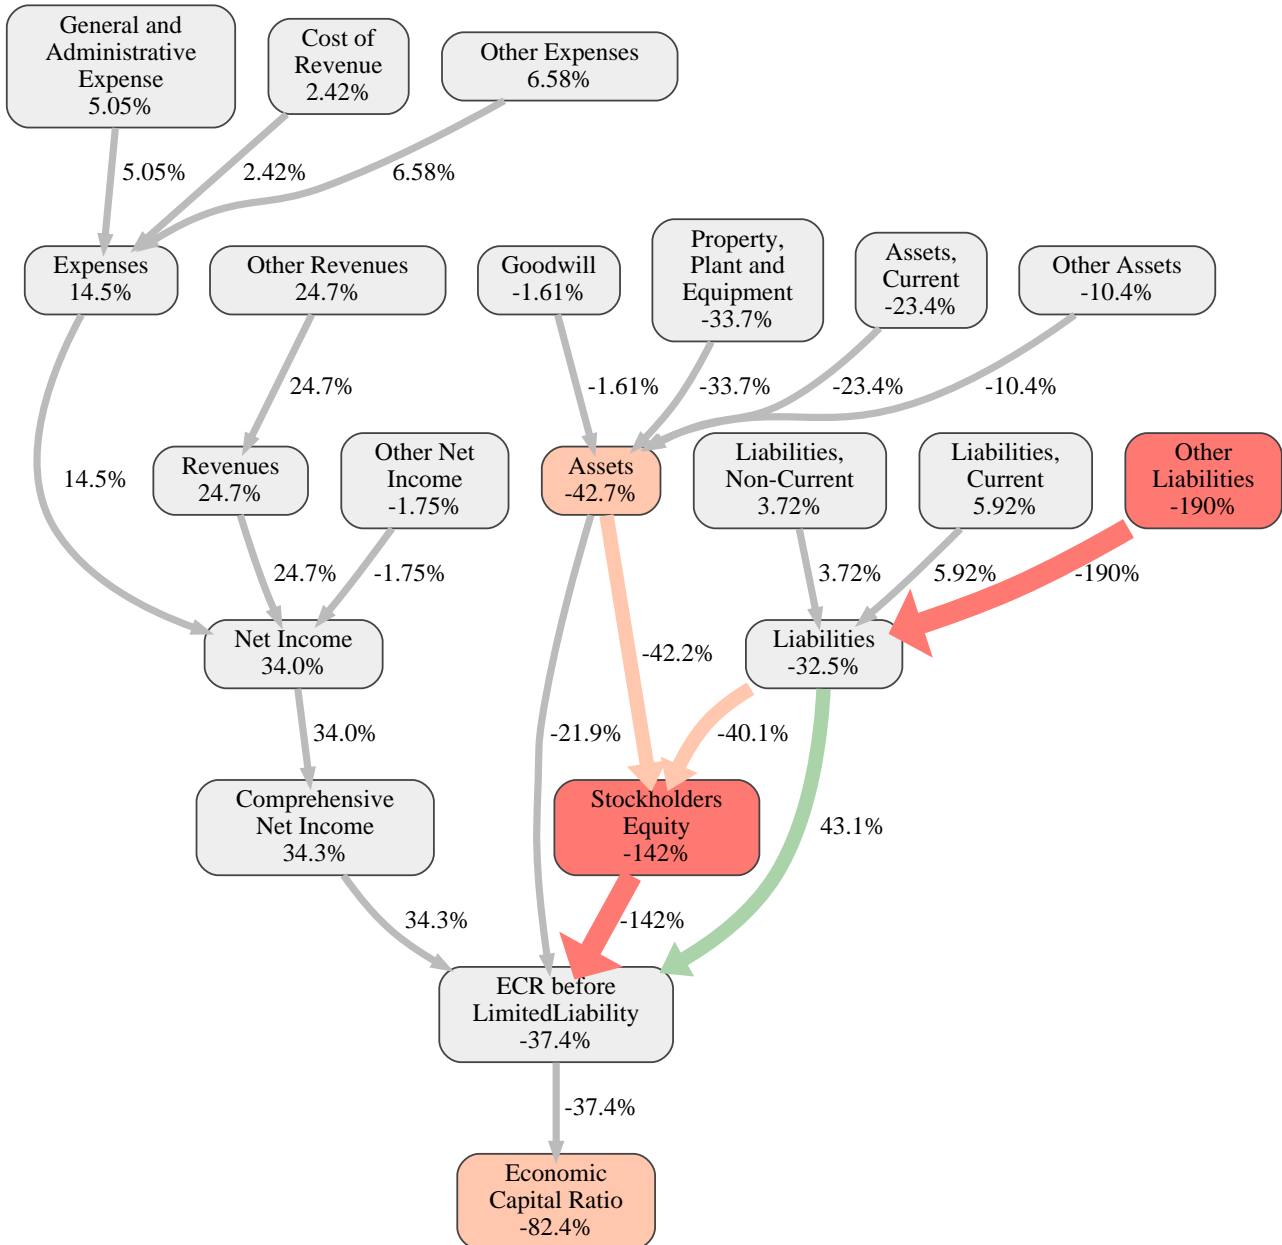 General and
Administrative
Expense
5.05%
Cost of
Revenue
2.42%
Other Expenses
6.58%
5.05%
2.42%
6.58%
Expenses
14.5%
Other Revenues
24.7%
Goodwill
-1.61%
Property,
Plant and
Equipment
-33.7%
Assets,
Current
-23.4%
Other Assets
-10.4%
24.7%
-1.61%
-33.7%
-23.4%
-10.4%
14.5%
Revenues
24.7%
Other Net
Income
-1.75%
Assets
-42.7%
Liabilities,
Non-Current
3.72%
Liabilities,
Current
5.92%
Other
Liabilities
-190%
24.7%
-1.75%
3.72%
5.92%
-190%
Net Income
34.0%
-42.2%
Liabilities
-32.5%
34.0%
-21.9%
-40.1%
Comprehensive
Net Income
34.3%
Stockholders
Equity
-142%
43.1%
34.3%
-142%
ECR before
LimitedLiability
-37.4%
-37.4%
Economic
Capital Ratio
-82.4%